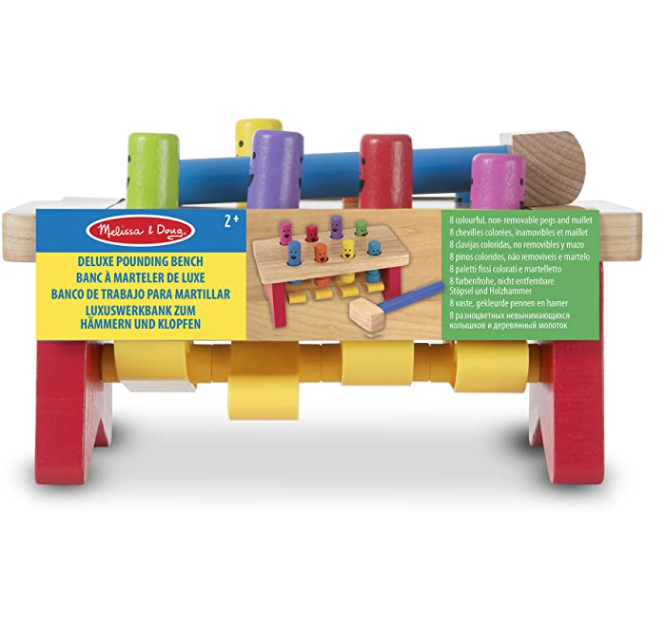 Melissa & Doug
2+
DELUXE POUNDING BENCH
BANC À MARTELER DE LUXE
BANCO DE TRABAJO PARA MARTILLAR
LUXUSWERKBANK ZUM
HÄMMERN UND KLOPFEN
8 colourful, non-removable pegs and mallet
8 chevilles colorées, inamovibles et maillet
8 clavijas coloridas, no removibles y mazo
8 pinos coloridos, não removíveis e martelo
8 paletti fissi colorati e martelletto
8 farbenfrohe, nicht entfernbare
Stöpsel und Holzhammer
8 vaste, gekleurde pennen en hamer
8 разноцветных невынимающихся
колышков и деревянный молоток